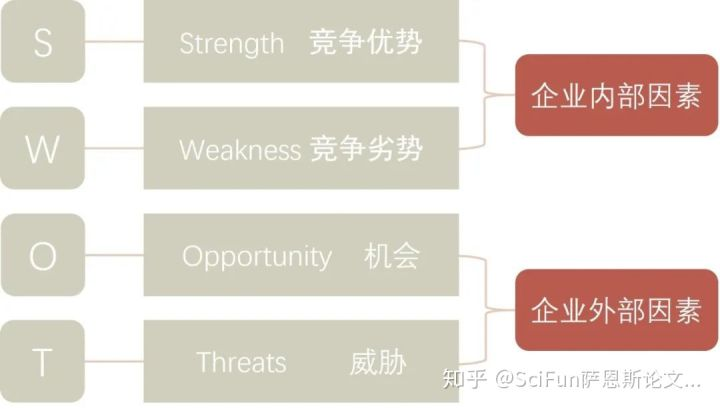 S
Strength 竞争优势
W
Weakness 竞争劣势
企业内部因素
O
Opportunity 机会
T
Threats 威胁
企业外部因素
知乎 @SciFun萨恩斯论文...